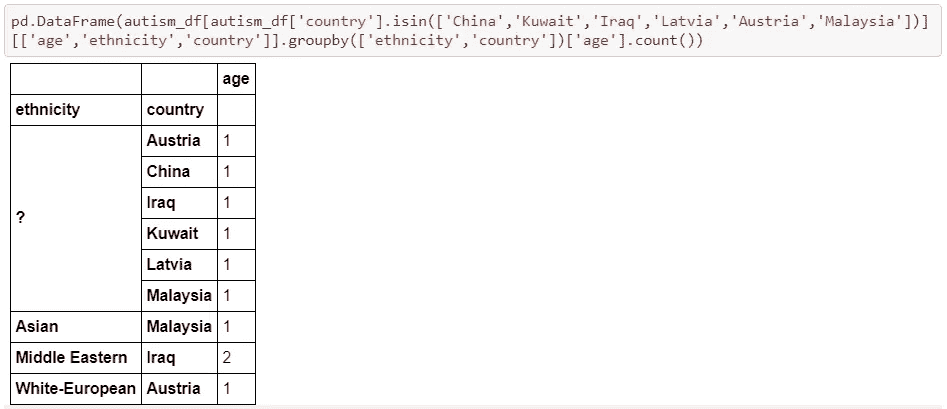 pd.DataFrame(autism_df[autism_df['country'].isin(['China','Kuwait','Iraq','Latvia','Austria','Malaysia'])]
[['age','ethnicity','country']].groupby(['ethnicity','country'])['age'].count())
age
ethnicity country
? Austria 1
China 1
Iraq 1
Kuwait 1
Latvia 1
Malaysia 1
Asian Malaysia 1
Middle Eastern Iraq 2
White-European Austria 1